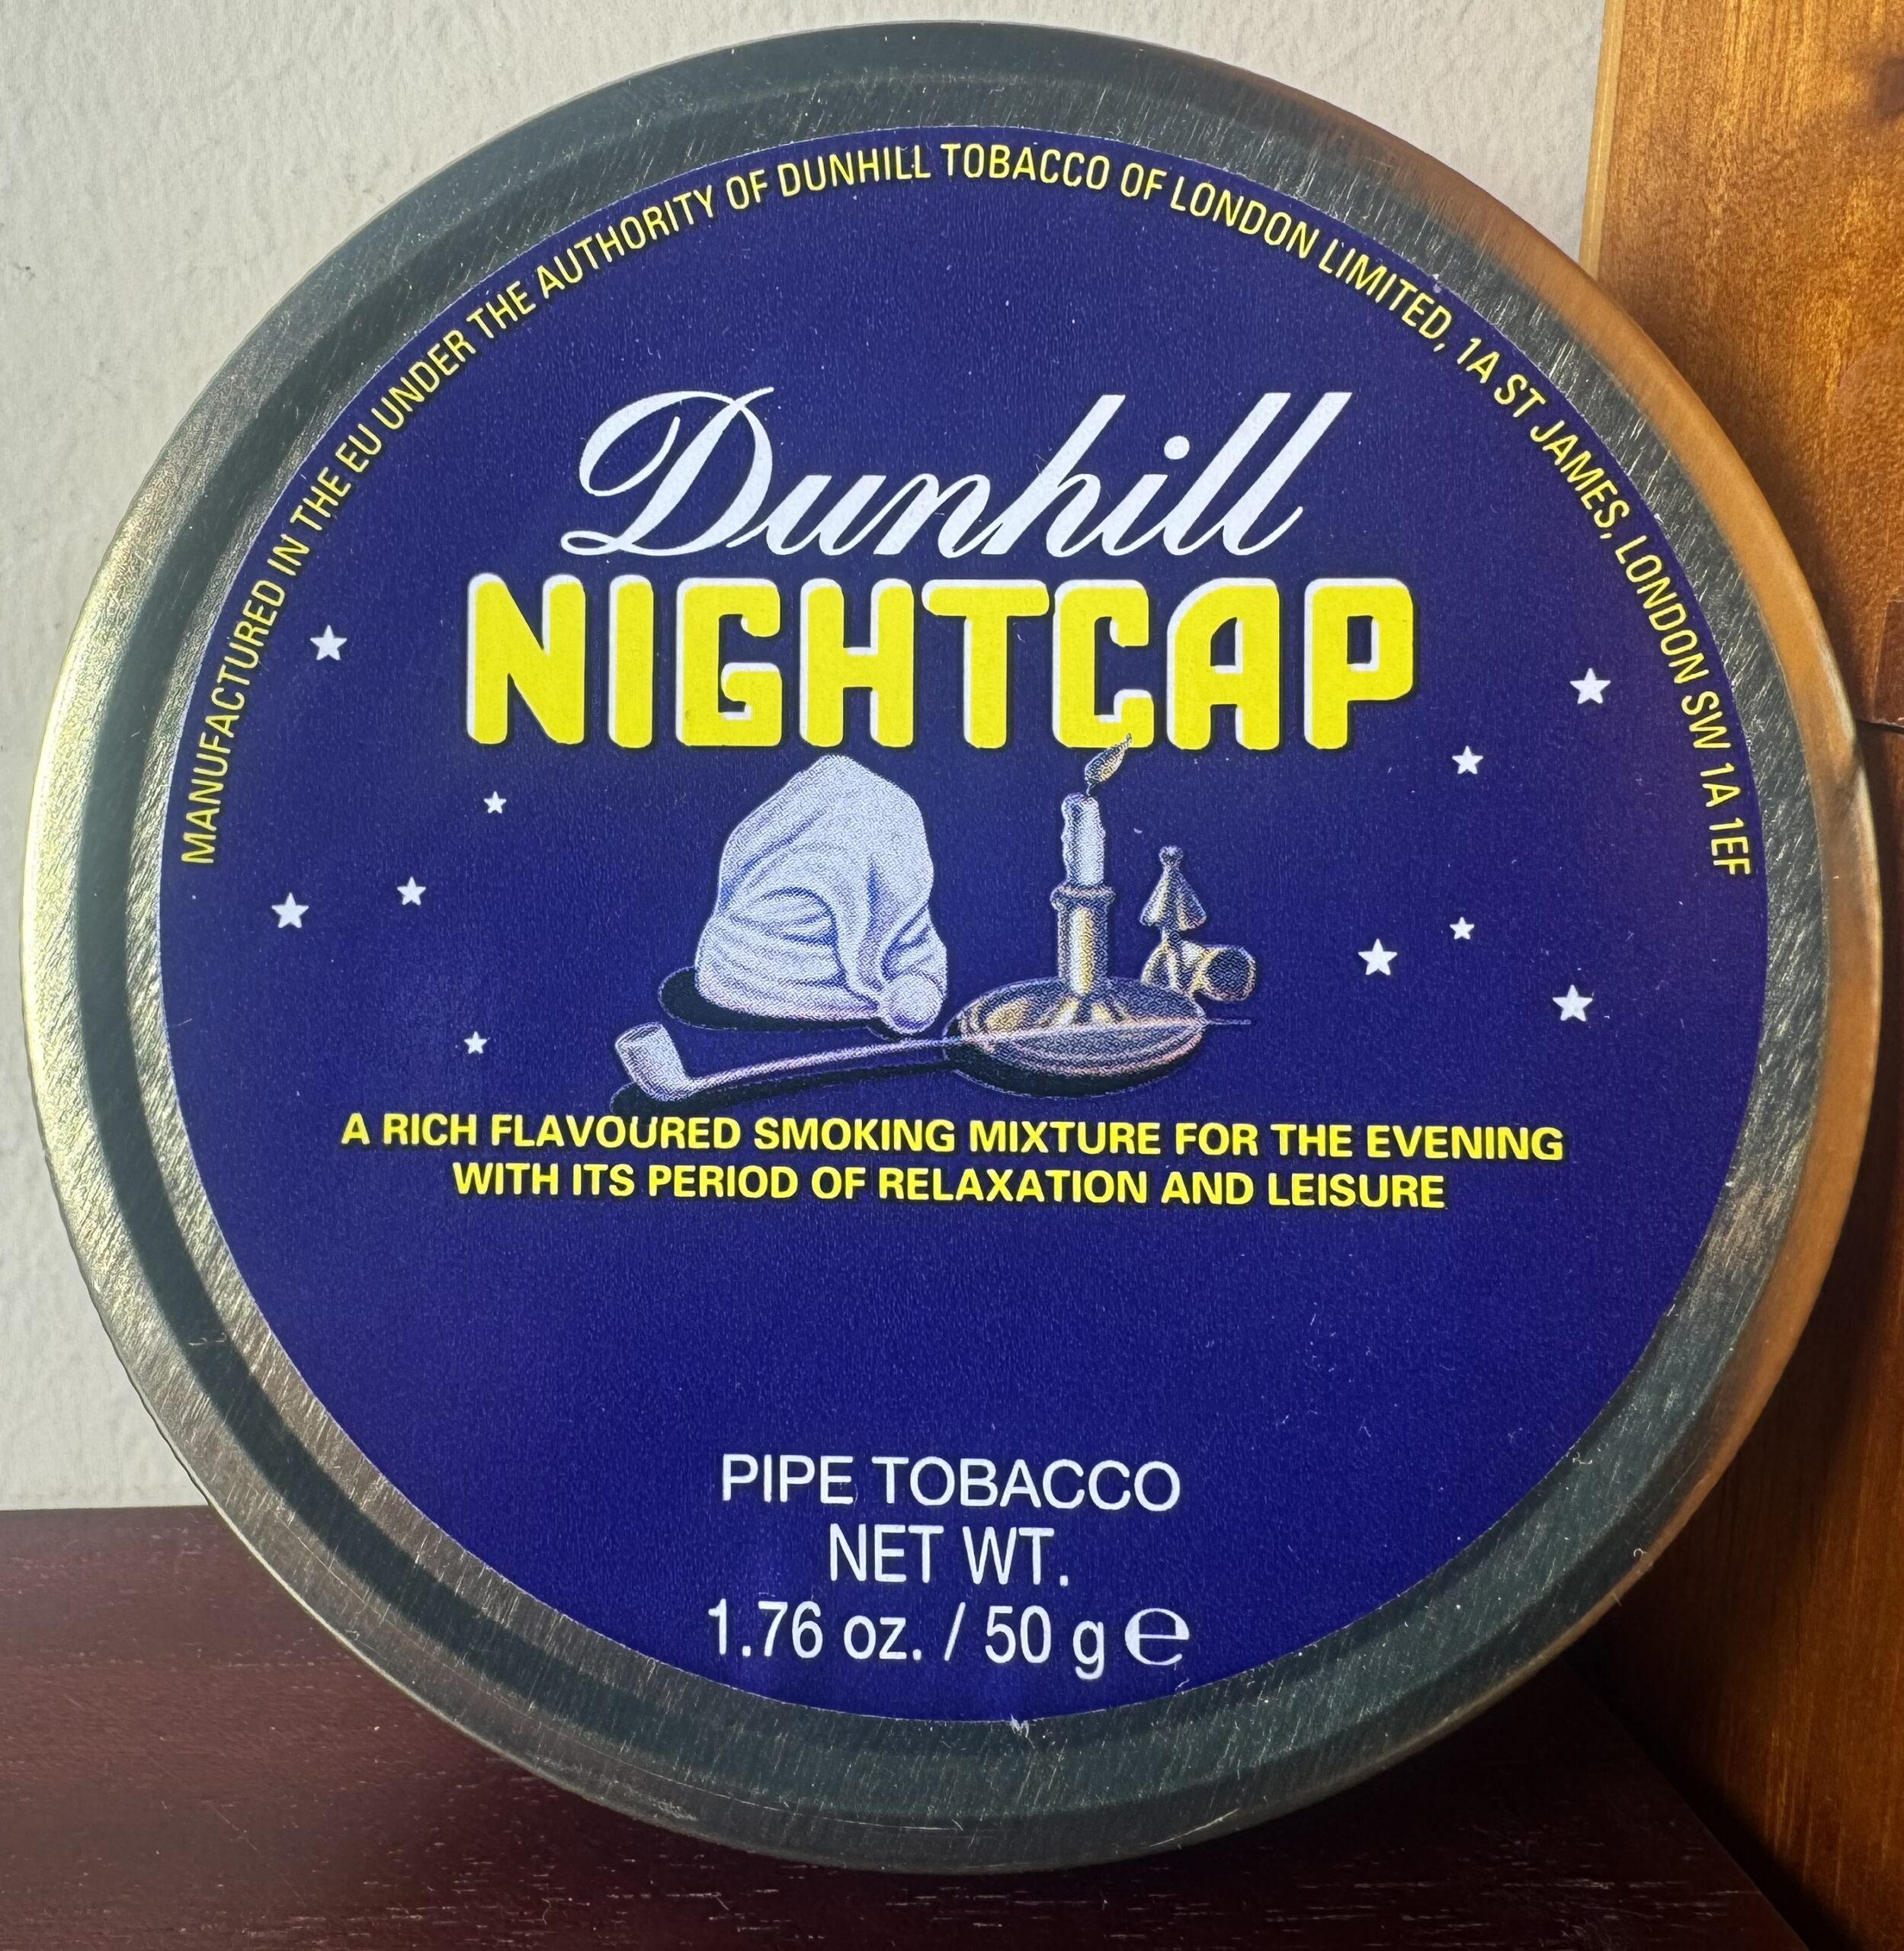 MANUFACTURED IN THE EU UNDER THE AUTHORITY OF DUNHILL TOBACCO OF LONDON LIMITED, 1A ST JAMES, LONDON SW 1A 1EF
Dunhill
NIGHTCAP
A RICH FLAVOURED SMOKING MIXTURE FOR THE EVENING
WITH ITS PERIOD OF RELAXATION AND LEISURE
PIPE TOBACCO
NET WT.
1.76 oz. / 50 g ℮